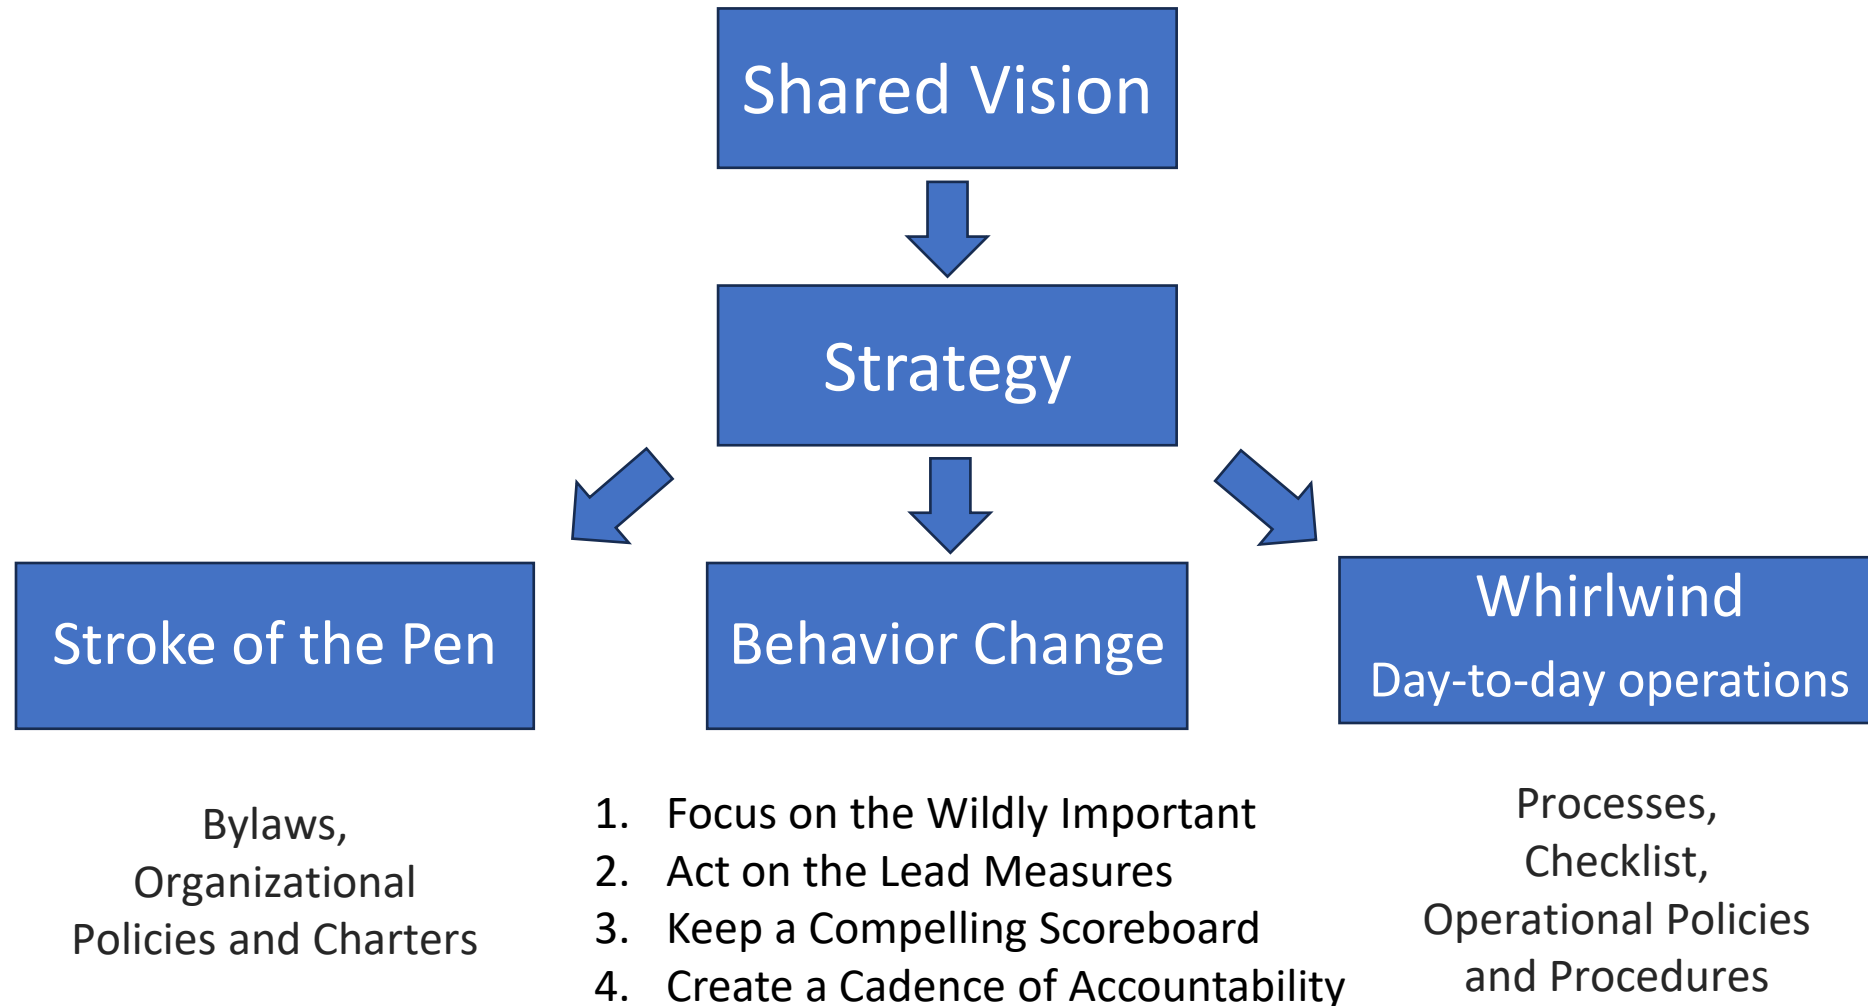 Shared Vision
Strategy
Stroke of the Pen
Behavior Change
Whirlwind
Day-to-day operations
Bylaws,
Organizational
Policies and Charters
1. Focus on the Wildly Important
2. Act on the Lead Measures
3. Keep a Compelling Scoreboard
4. Create a Cadence of Accountability
Processes,
Checklist,
Operational Policies
and Procedures